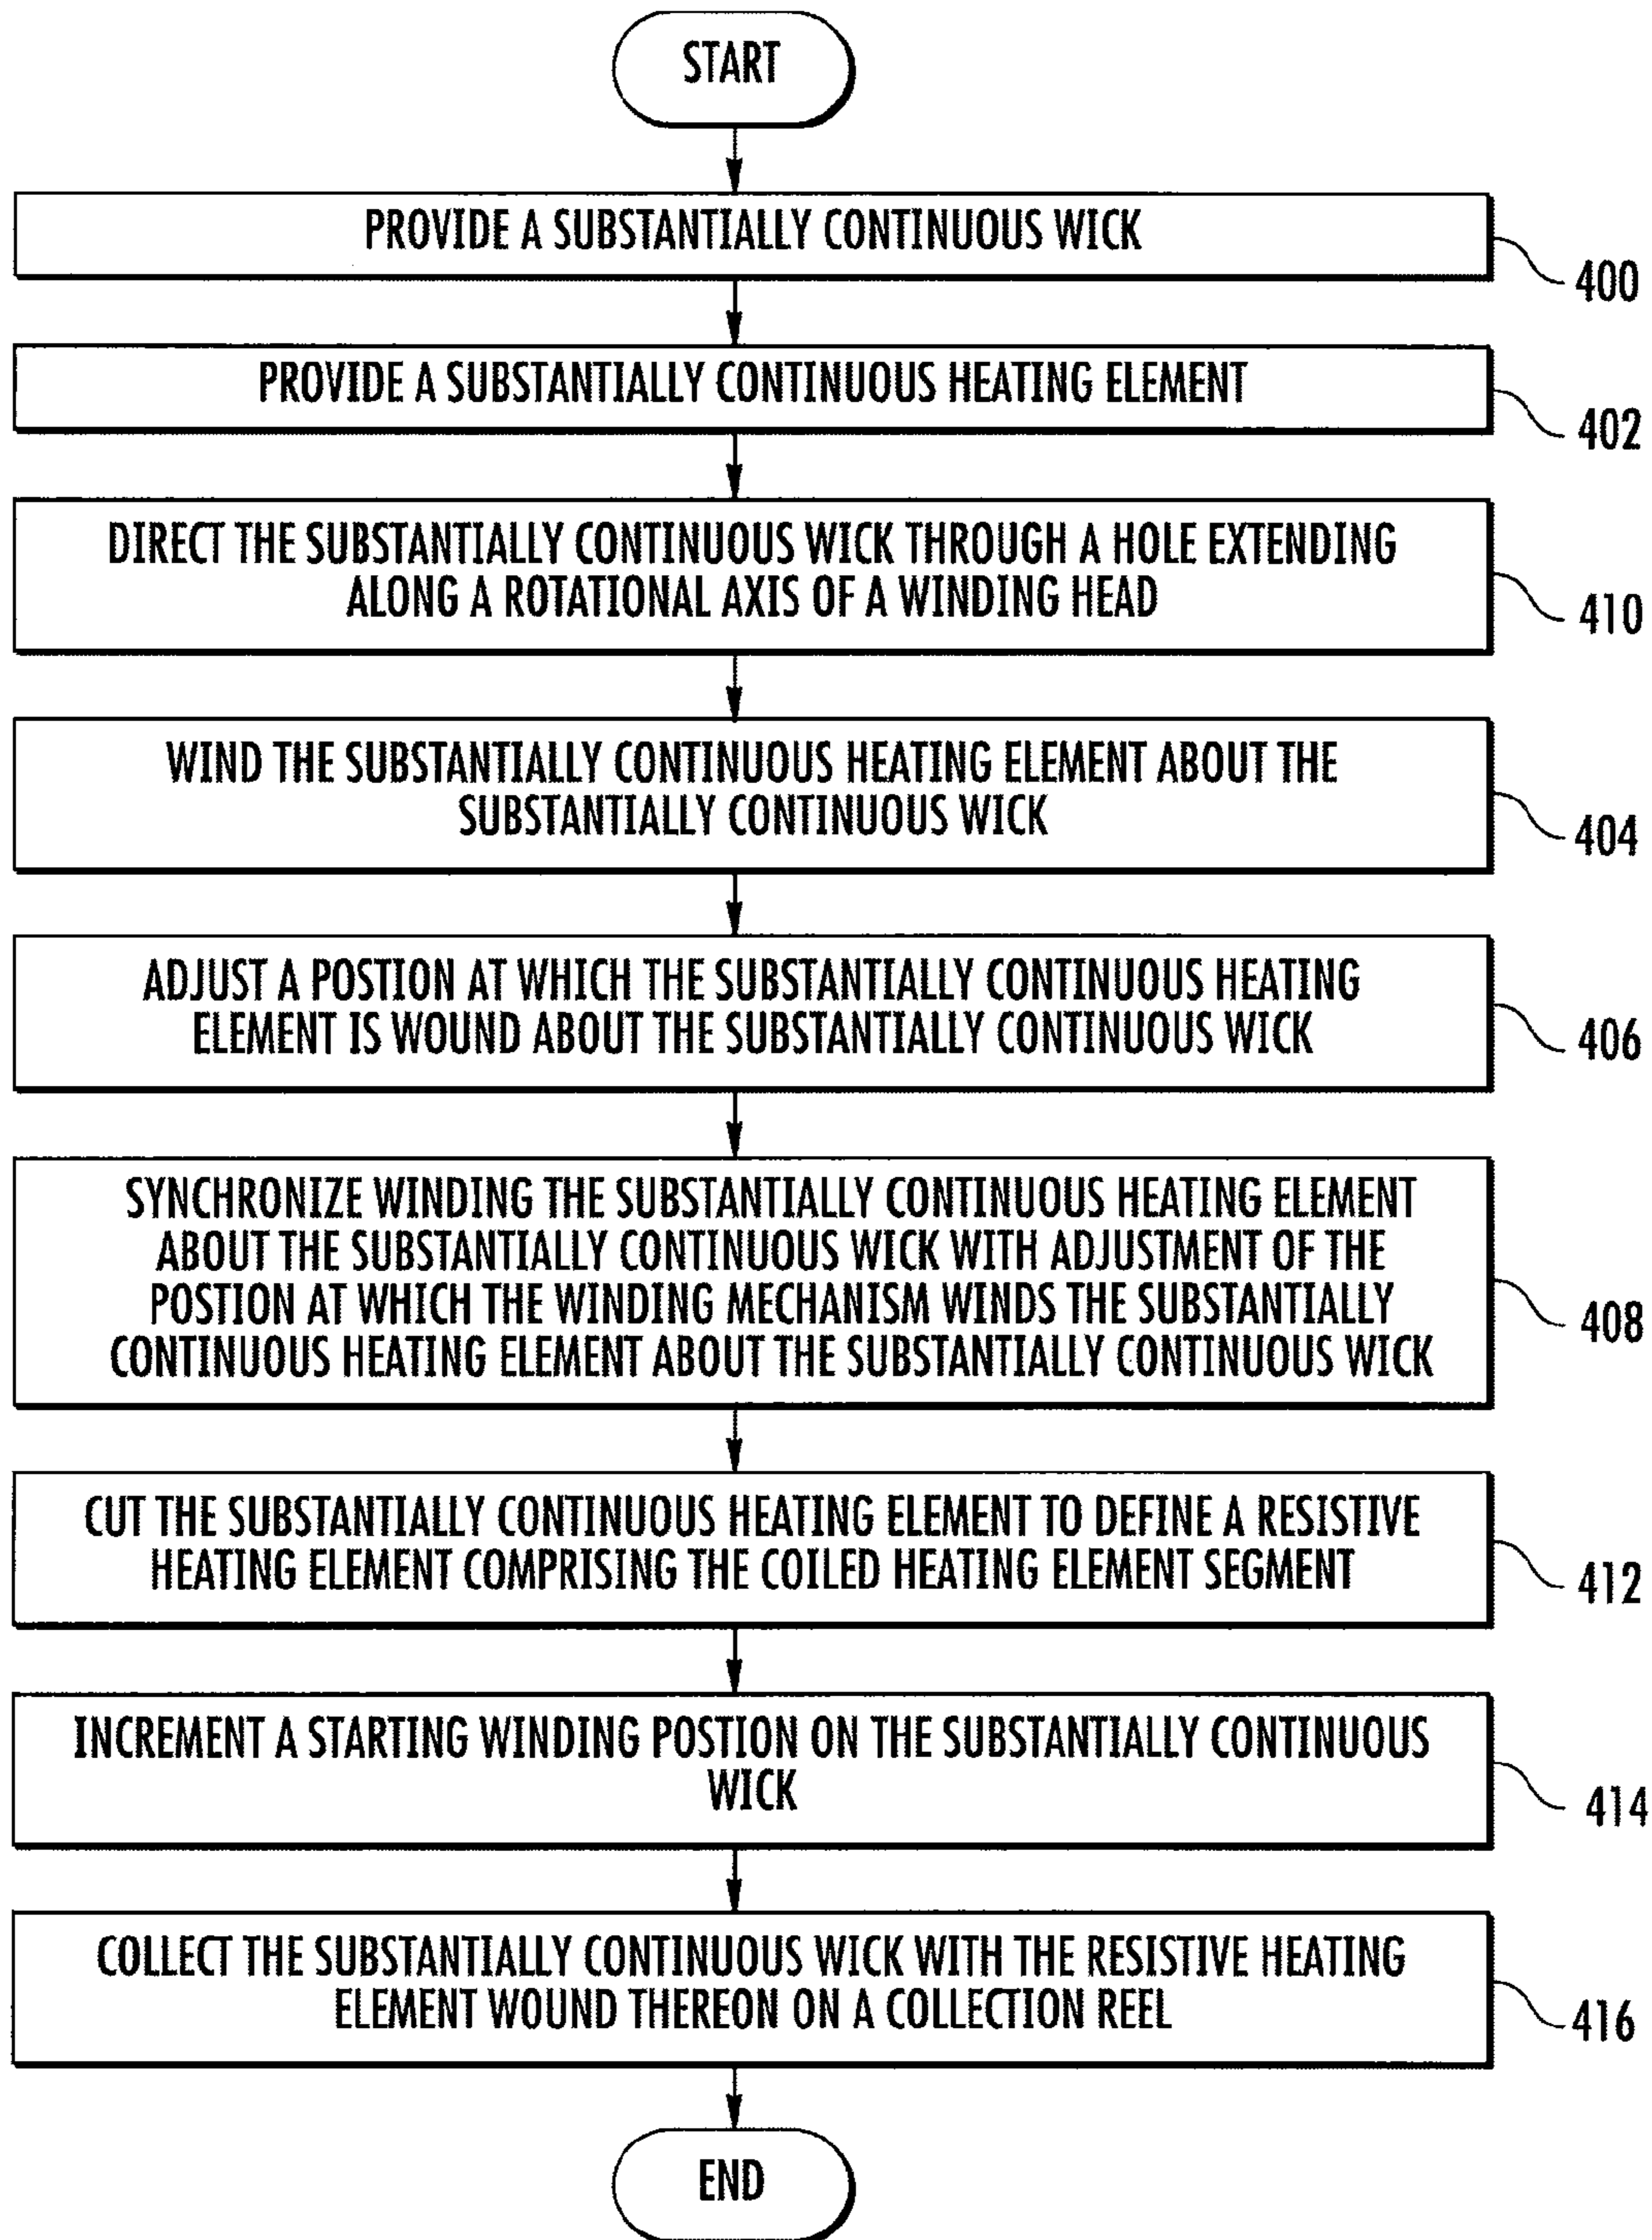 START
PROVIDE A SUBSTANTIALLY CONTINUOUS WICK
400
PROVIDE A SUBSTANTIALLY CONTINUOUS HEATING ELEMENT
402
DIRECT THE SUBSTANTIALLY CONTINUOUS WICK THROUGH A HOLE EXTENDING
ALONG A ROTATIONAL AXIS OF A WINDING HEAD
410
WIND THE SUBSTANTIALLY CONTINUOUS HEATING ELEMENT ABOUT THE
SUBSTANTIALLY CONTINUOUS WICK
404
ADJUST A POSTION AT WHICH THE SUBSTANTIALLY CONTINUOUS HEATING
ELEMENT IS WOUND ABOUT THE SUBSTANTIALLY CONTINUOUS WICK
406
SYNCHRONIZE WINDING THE SUBSTANTIALLY CONTINUOUS HEATING ELEMENT
ABOUT THE SUBSTANTIALLY CONTINUOUS WICK WITH ADJUSTMENT OF THE
POSTION AT WHICH THE WINDING MECHANISM WINDS THE SUBSTANTIALLY
CONTINUOUS HEATING ELEMENT ABOUT THE SUBSTANTIALLY CONTINUOUS WICK
408
CUT THE SUBSTANTIALLY CONTINUOUS HEATING ELEMENT TO DEFINE A RESISTIVE
HEATING ELEMENT COMPRISING THE COILED HEATING ELEMENT SEGMENT
412
INCREMENT A STARTING WINDING POSTION ON THE SUBSTANTIALLY CONTINUOUS
WICK
414
COLLECT THE SUBSTANTIALLY CONTINUOUS WICK WITH THE RESISTIVE HEATING
ELEMENT WOUND THEREON ON A COLLECTION REEL
416
END